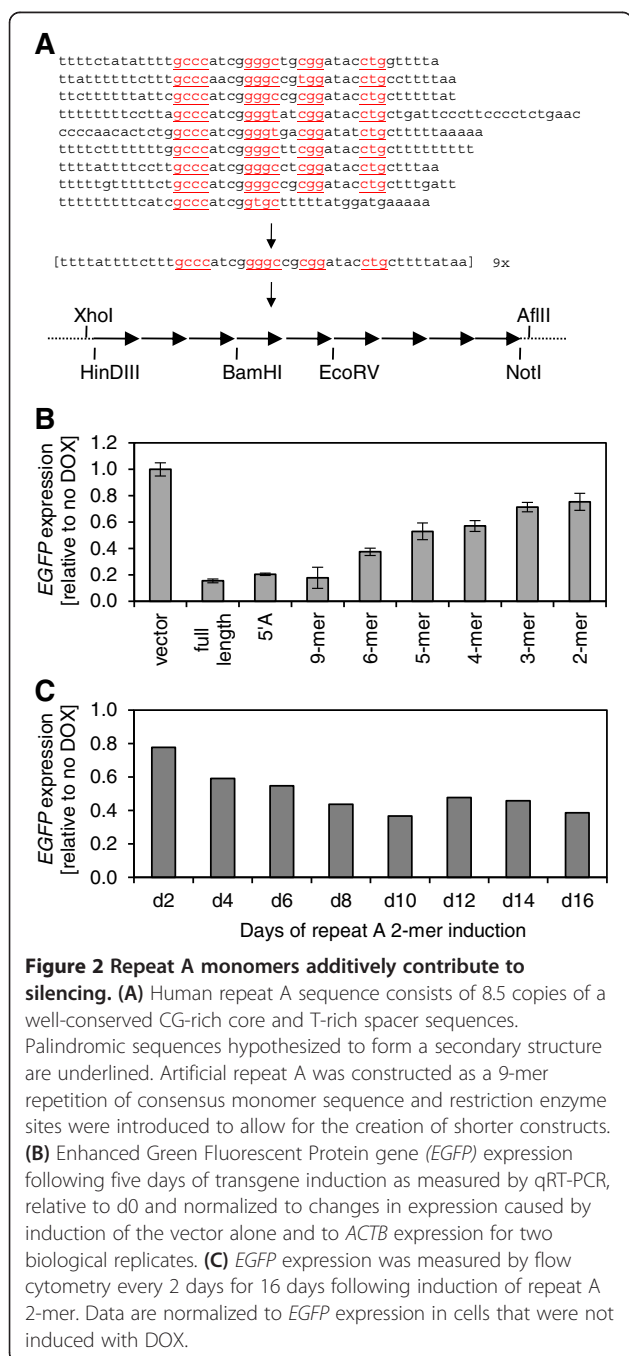 A
ttttctatattttgcccatcggggctgcggatacctggttttta
ttatttttctttgcccaacggggccgtggatacctgccttttaa
ttctttttttattcgcccatcggggccgcggatacctgctttttat
ttttttttccttagcccatcggggtatcggatacctgctgattcccttcccctctgaac
ccccaacactctggcccatcggggtgacggatatctgctttttaaaaa
ttttctttttttggcccatcggggcttcggatacctgcttttttttt
ttttattttccttgcccatcggggcctcggatacctgctttaa
tttttgtttttctgcccatcggggccgcggatacctgctttgatt
tttttttttcatcgcccatcggtgctttttatggatgaaaaa
[ttttattttctttgcccatcggggccgcggatacctgcttttataa] 9x
XhoI AflII
HinDIII BamHI EcoRV NotI
B
EGFP expression
[relative to no DOX]
1.2
1.0
0.8
0.6
0.4
0.2
0.0
vector
full
length
5'A
9-mer
6-mer
5-mer
4-mer
3-mer
2-mer
C
EGFP expression
[relative to no DOX]
1.0
0.8
0.6
0.4
0.2
0.0
d2 d4 d6 d8 d10 d12 d14 d16
Days of repeat A 2-mer induction
Figure 2 Repeat A monomers additively contribute to
silencing. (A) Human repeat A sequence consists of 8.5 copies of a
well-conserved CG-rich core and T-rich spacer sequences.
Palindromic sequences hypothesized to form a secondary structure
are underlined. Artificial repeat A was constructed as a 9-mer
repetition of consensus monomer sequence and restriction enzyme
sites were introduced to allow for the creation of shorter constructs.
(B) Enhanced Green Fluorescent Protein gene (EGFP) expression
following five days of transgene induction as measured by qRT-PCR,
relative to d0 and normalized to changes in expression caused by
induction of the vector alone and to ACTB expression for two
biological replicates. (C) EGFP expression was measured by flow
cytometry every 2 days for 16 days following induction of repeat A
2-mer. Data are normalized to EGFP expression in cells that were not
induced with DOX.